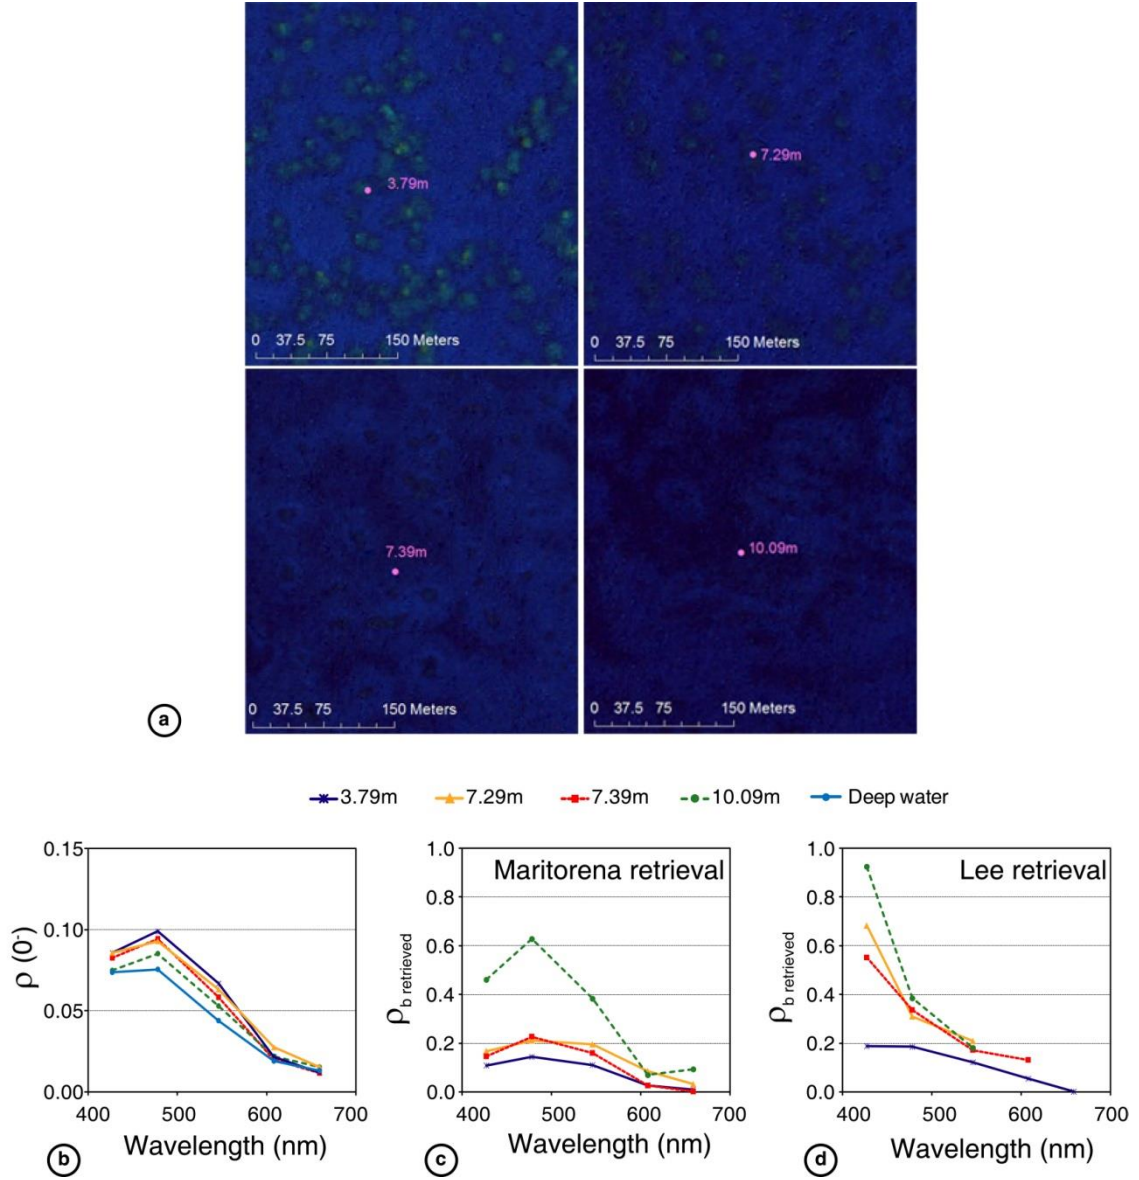 3.79m
7.29m
0 37.5 75 150 Meters
0 37.5 75 150 Meters
7.39m
10.09m
0 37.5 75 150 Meters
0 37.5 75 150 Meters
a
3.79m 7.29m 7.39m 10.09m Deep water
0.15
0.10
0.05
0.00
ρ (0⁻)
400 500 600 700
Wavelength (nm)
b
Maritorena retrieval
1.0
0.8
0.6
0.4
0.2
0.0
ρb retrieved
400 500 600 700
Wavelength (nm)
c
Lee retrieval
1.0
0.8
0.6
0.4
0.2
0.0
ρb retrieved
400 500 600 700
Wavelength (nm)
d